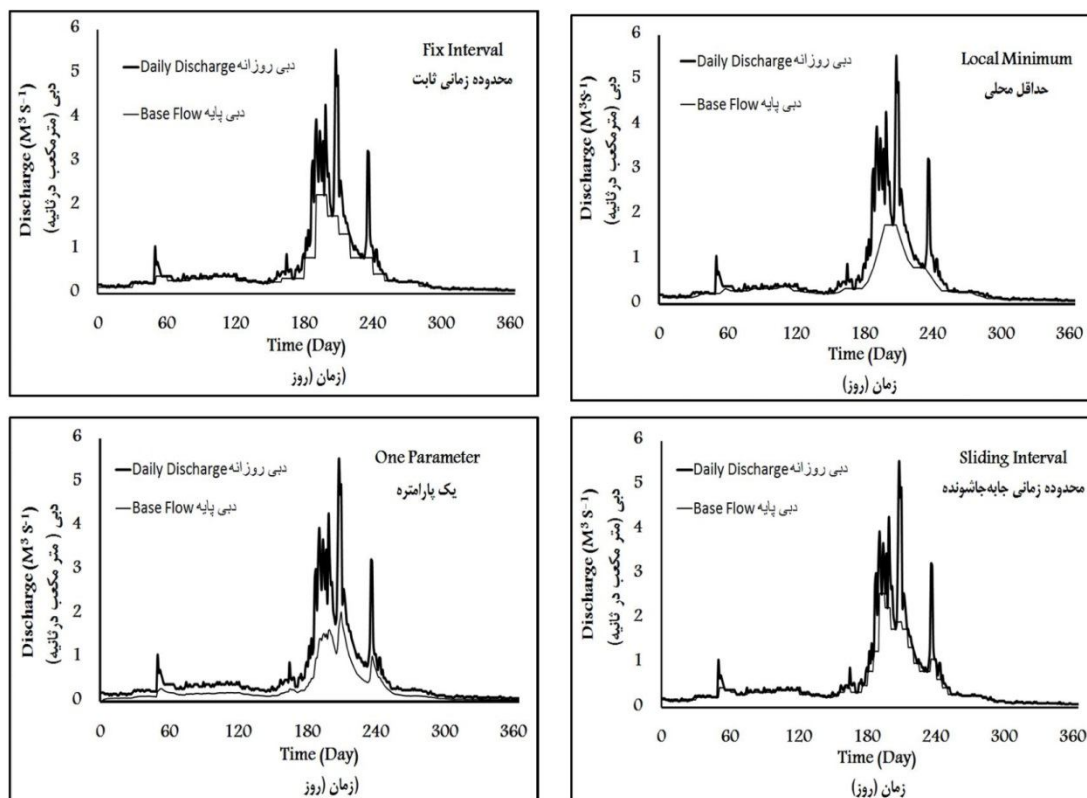 6
5
4
3
2
1
0
Fix Interval
محدوده زمانی ثابت
Daily Discharge دبی روزانه
Base Flow دبی پایه
Discharge (M³ S⁻¹)
دبی (مترمکعب در ثانیه)
0 60 120 180 240 300 360
Time (Day)
زمان (روز)
6
5
4
3
2
1
0
Local Minimum
حداقل محلی
Daily Discharge دبی روزانه
Base Flow دبی پایه
Discharge (M³ S⁻¹)
دبی (مترمکعب در ثانیه)
0 60 120 180 240 300 360
Time (Day)
زمان (روز)
6
5
4
3
2
1
0
One Parameter
یک پارامتره
Daily Discharge دبی روزانه
Base Flow دبی پایه
Discharge (M³ S⁻¹)
دبی ( متر مکعب در ثانیه)
0 60 120 180 240 300 360
Time (Day)
زمان (روز)
6
5
4
3
2
1
0
Sliding Interval
محدوده زمانی جابه‌جاشونده
Daily Discharge دبی روزانه
Base Flow دبی پایه
Discharge (M³ S⁻¹)
دبی (متر مکعب در ثانیه)
0 60 120 180 240 300 360
Time (Day)
زمان (روز)